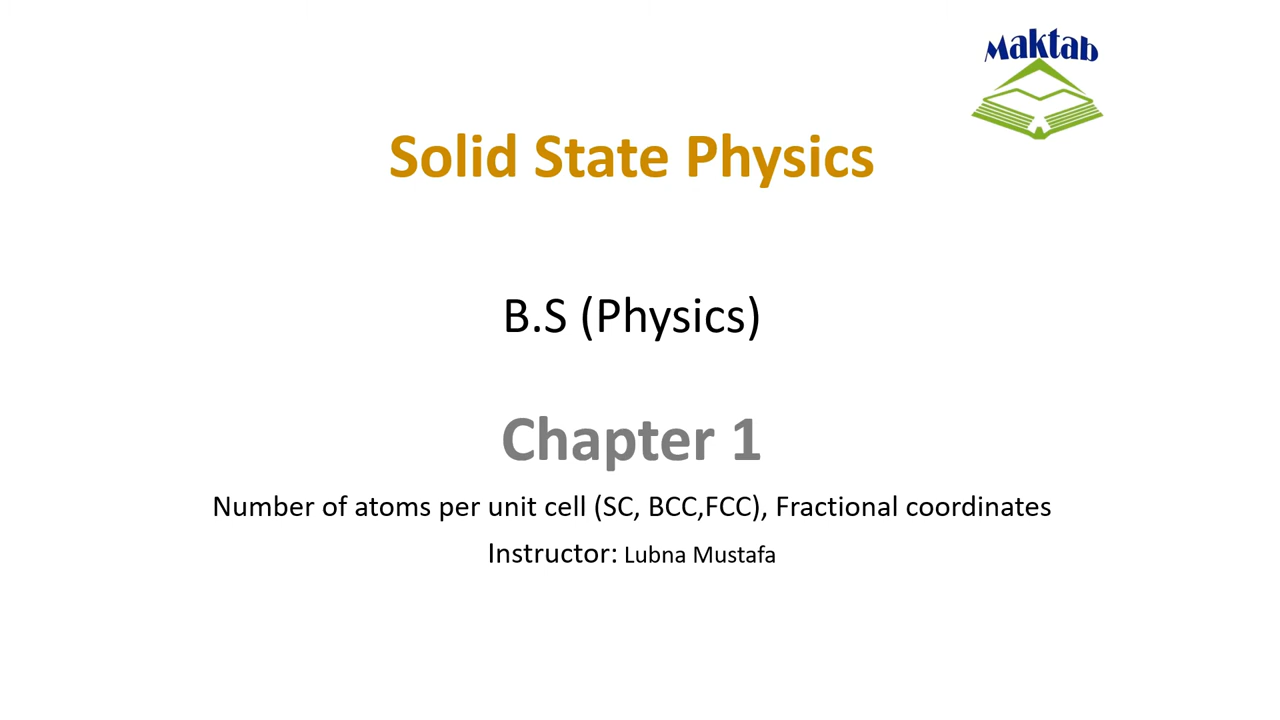 Maktab
Solid State Physics
B.S (Physics)
Chapter 1
Number of atoms per unit cell (SC, BCC,FCC), Fractional coordinates
Instructor: Lubna Mustafa